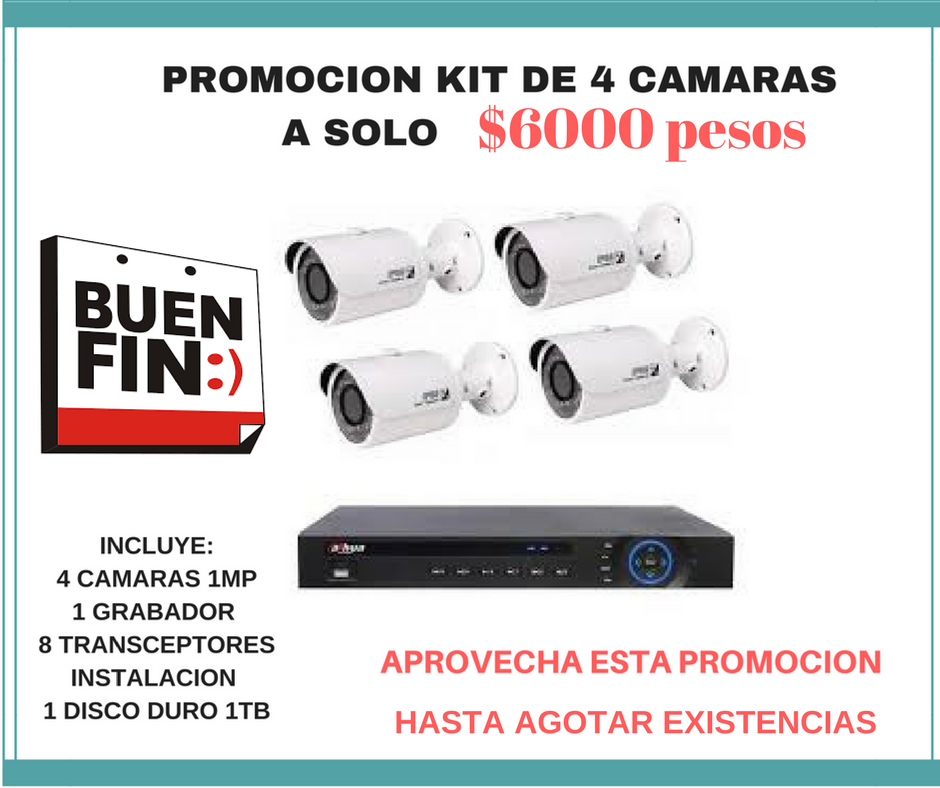 PROMOCION KIT DE 4 CAMARAS
A SOLO $6000 pesos
BUEN
FIN:)
alhua
INCLUYE:
4 CAMARAS 1MP
1 GRABADOR
8 TRANSCEPTORES
INSTALACION
1 DISCO DURO 1TB
APROVECHA ESTA PROMOCION
HASTA AGOTAR EXISTENCIAS